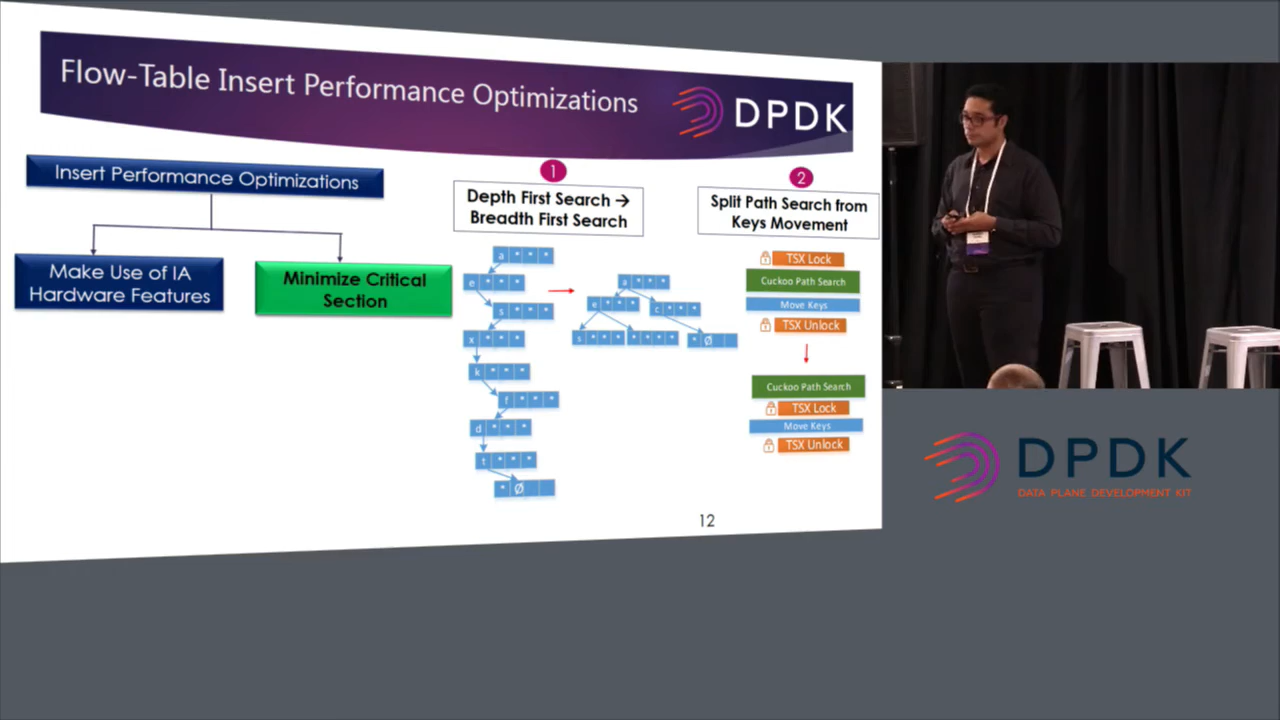 Flow-Table Insert Performance Optimizations
DPDK
Insert Performance Optimizations
Make Use of IA
Hardware Features
Minimize Critical
Section
1
Depth First Search →
Breadth First Search
a * * *
e * * *
s * * *
x * * *
k * * *
f * * *
d * * *
t * * *
* Ø
a * * *
e * * *
c * * *
s * * *
* * * *
* Ø
2
Split Path Search from
Keys Movement
TSX Lock
Cuckoo Path Search
Move Keys
TSX Unlock
Cuckoo Path Search
TSX Lock
Move Keys
TSX Unlock
12
DPDK
DATA PLANE DEVELOPMENT KIT